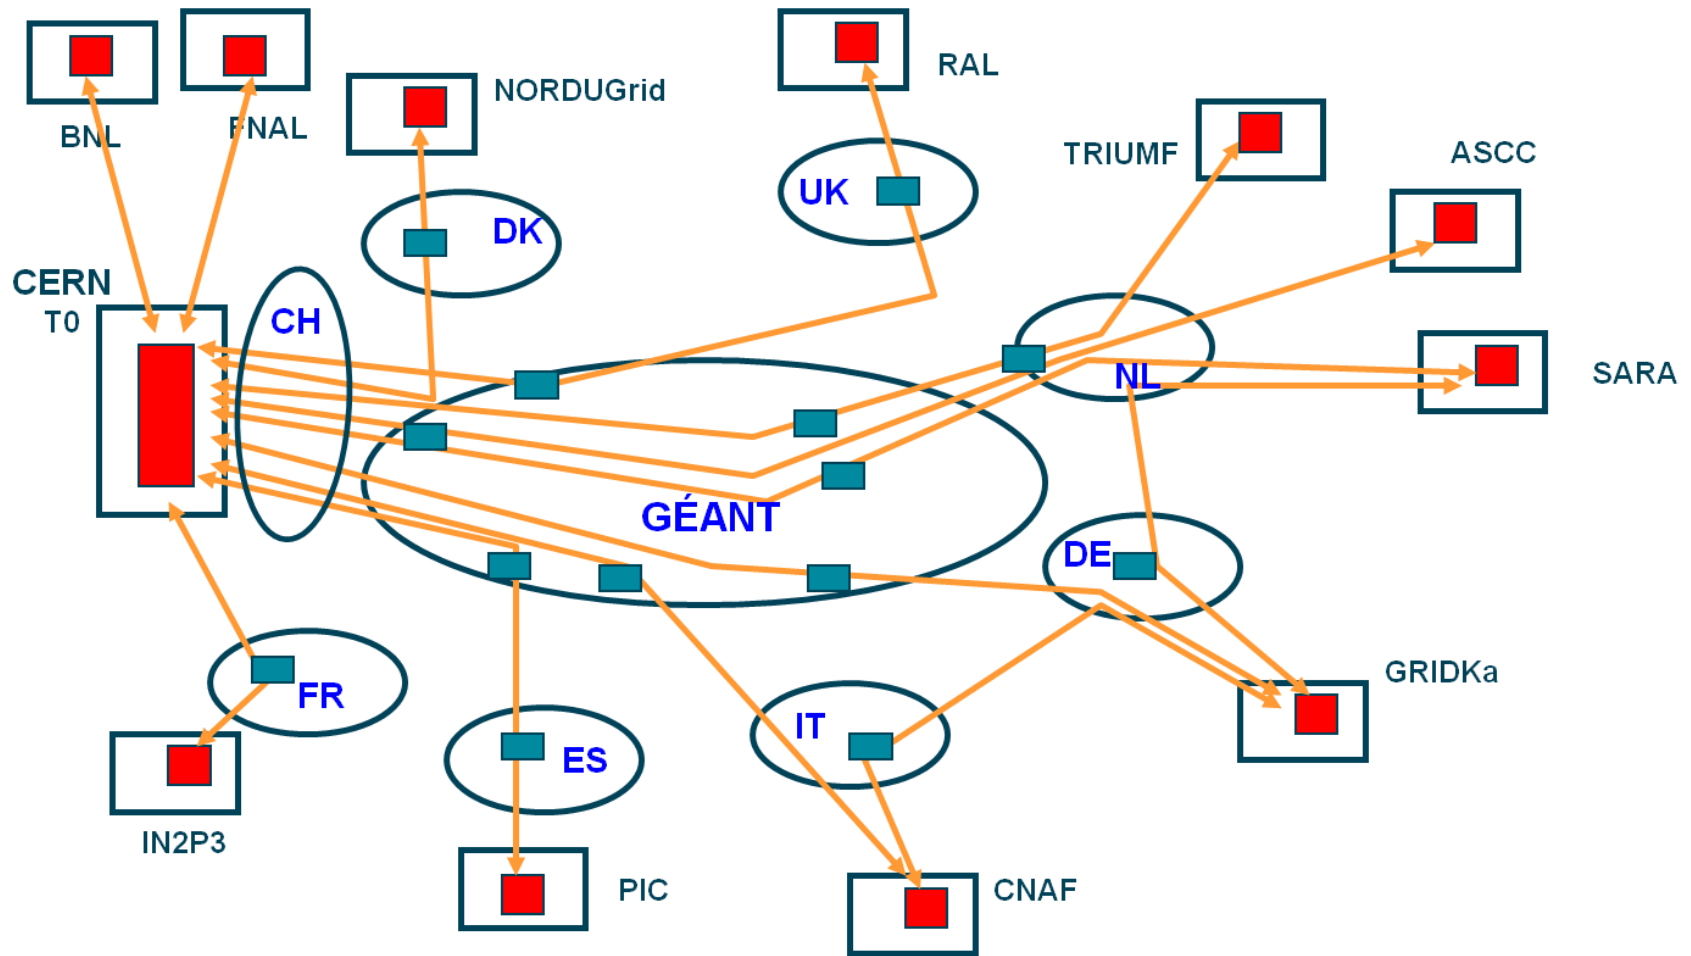 BNL
FNAL
NORDUGrid
RAL
TRIUMF
ASCC
UK
DK
CERN
T0
CH
NL
SARA
GÉANT
DE
FR
GRIDKa
IT
ES
IN2P3
PIC
CNAF